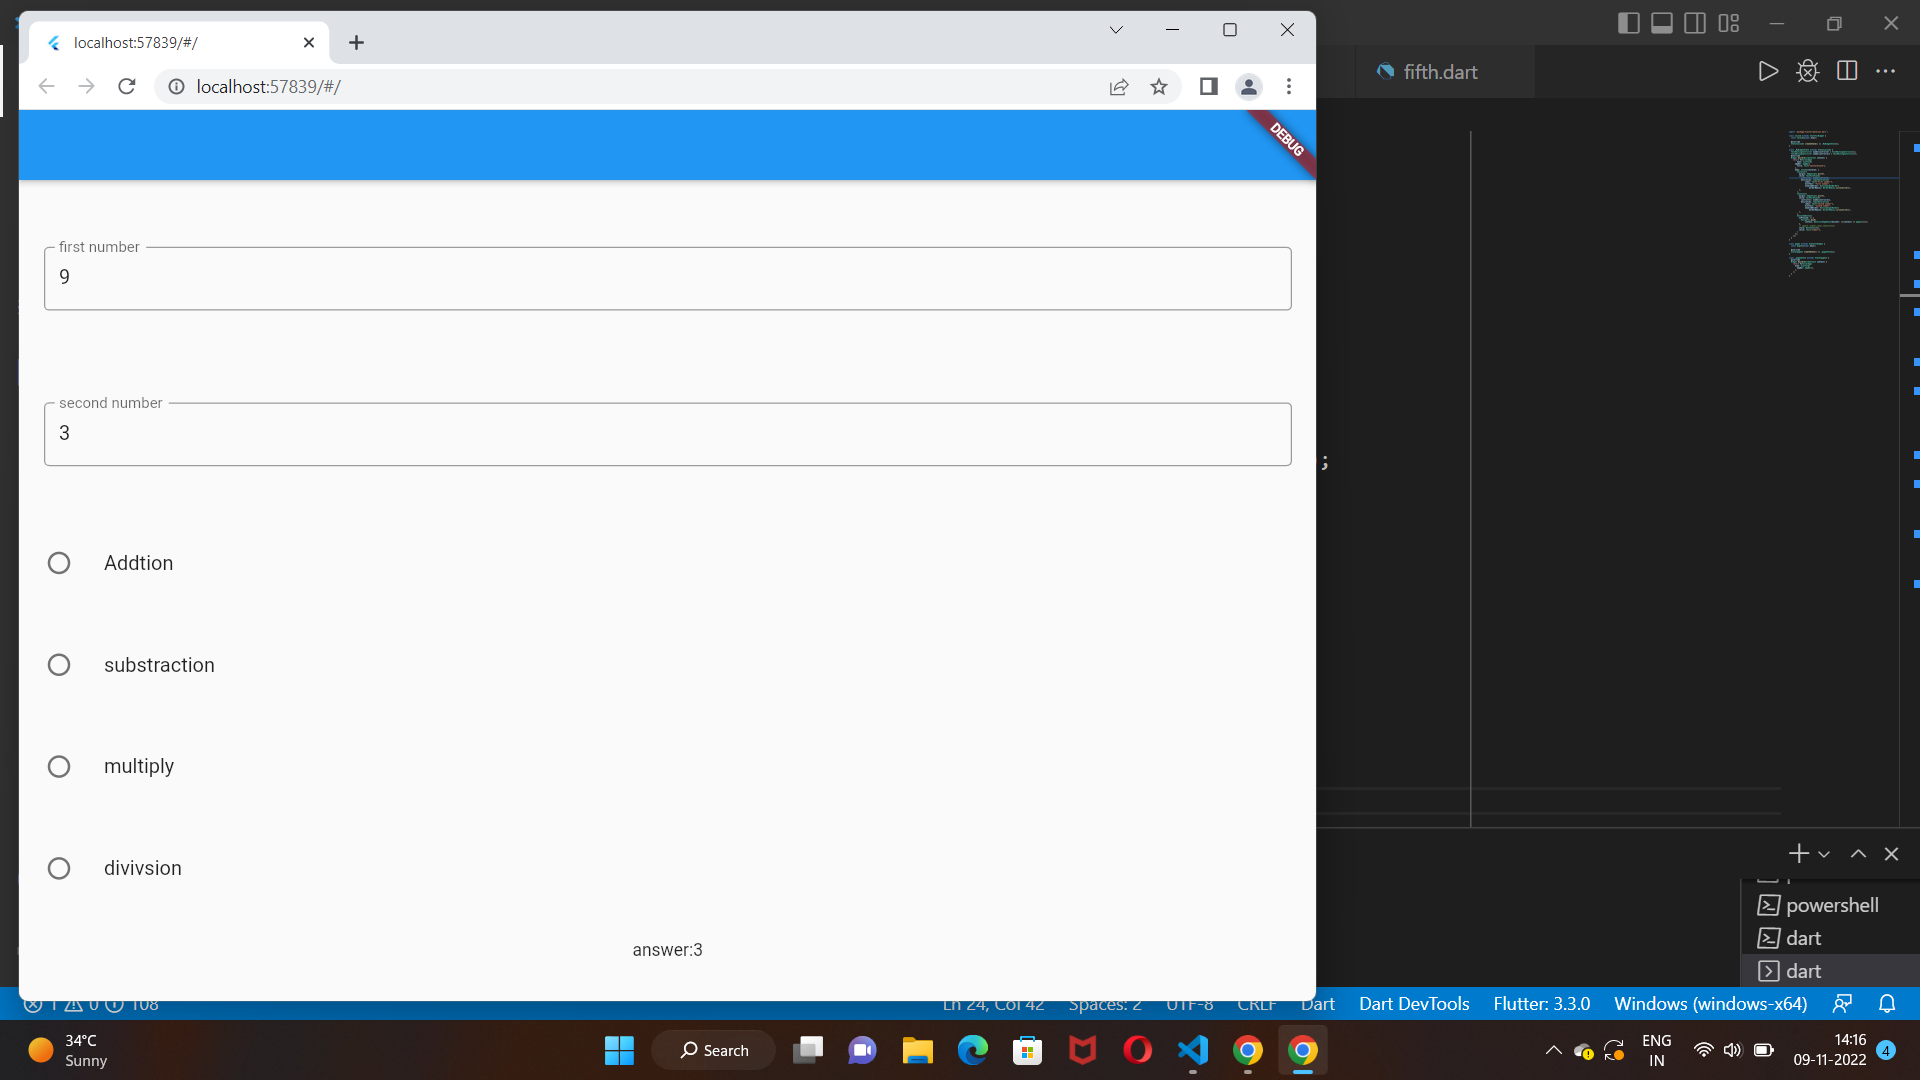 localhost:57839/#/
fifth.dart
localhost:57839/#/
DEBUG
first number
9
second number
3
;
Addtion
substraction
multiply
divivsion
answer:3
powershell
dart
dart
1 0 108 Ln 24, Col 42 Spaces: 2 UTF-8 CRLF Dart Dart DevTools Flutter: 3.3.0 Windows (windows-x64)
34°C
Sunny
Search
ENG
IN
14:16
09-11-2022
4